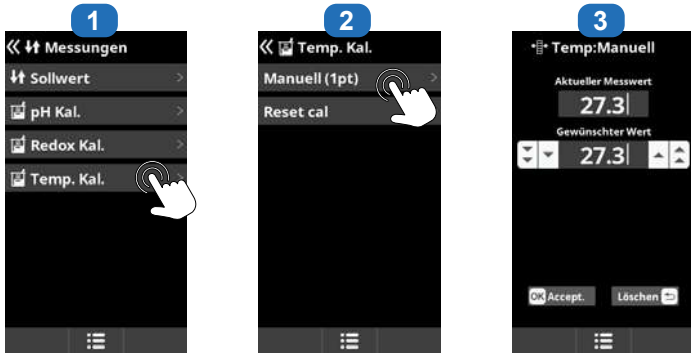 1
Messungen
Sollwert
pH Kal.
Redox Kal.
Temp. Kal.
2
Temp. Kal.
Manuell (1pt)
Reset cal
3
Temp:Manuell
Aktueller Messwert
27.3
Gewünschter Wert
27.3
OK Accept.
Löschen